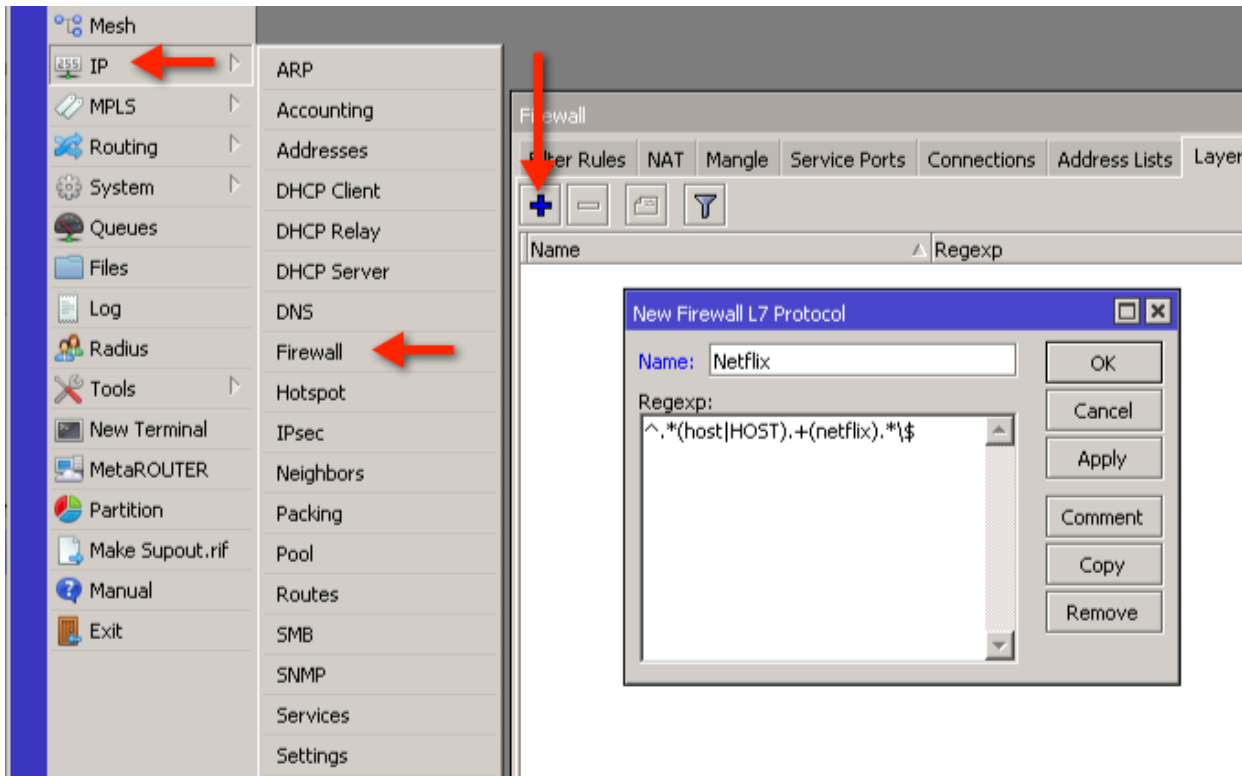 Mesh
255 IP
MPLS
Routing
System
Queues
Files
Log
Radius
Tools
New Terminal
MetaROUTER
Partition
Make Supout.rif
Manual
Exit
ARP
Accounting
Addresses
DHCP Client
DHCP Relay
DHCP Server
DNS
Firewall
Hotspot
IPsec
Neighbors
Packing
Pool
Routes
SMB
SNMP
Services
Settings
Firewall
Filter Rules NAT Mangle Service Ports Connections Address Lists Layer
Name Regexp
New Firewall L7 Protocol
Name: Netflix
Regexp:
^.*(host|HOST).+(netflix).*\$
OK
Cancel
Apply
Comment
Copy
Remove